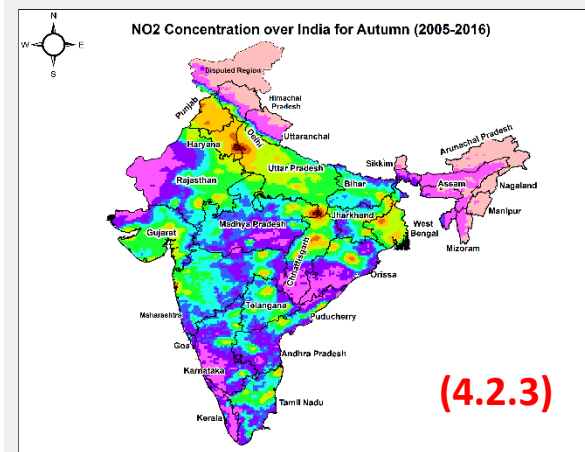 NO2 Concentration over India for Autumn (2005-2016)
N
W
E
S
Disputed Region
Himachal
Pradesh
Punjab
Uttaranchal
Delhi
Haryana
Arunachal Pradesh
Sikkim
Rajasthan
Uttar Pradesh
Bihar
Assam
Nagaland
Manipur
Mizoram
Gujarat
Madhya Pradesh
Jharkhand
West
Bengal
Chhattisgarh
Orissa
Maharashtra
Telangana
Puducherry
Goa
Andhra Pradesh
Karnataka
Tamil Nadu
Kerala
(4.2.3)